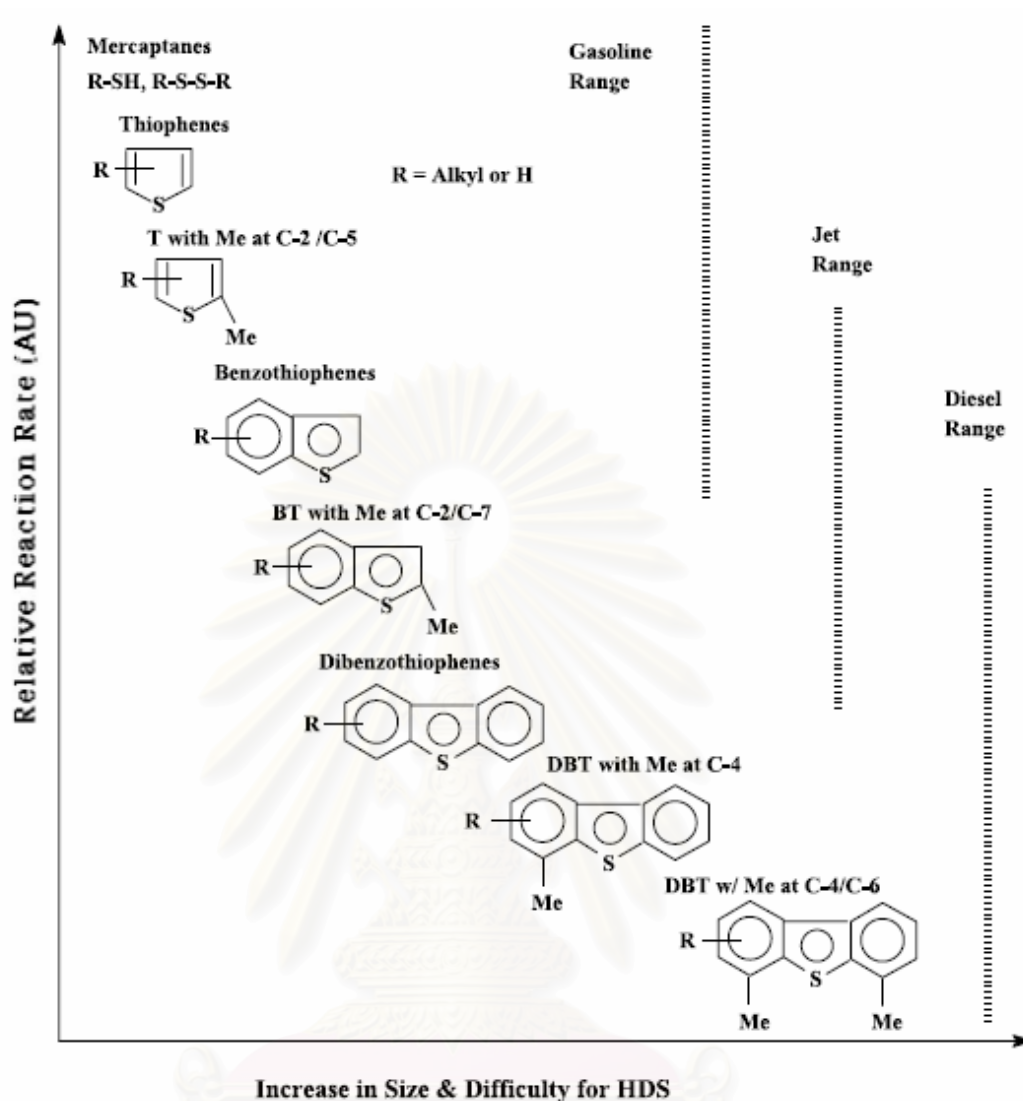 Mercaptanes
R-SH, R-S-S-R
Gasoline
Range
Thiophenes
R
S
R = Alkyl or H
T with Me at C-2 /C-5
R
S
Me
Jet
Range
Benzothiophenes
R
S
Diesel
Range
BT with Me at C-2/C-7
R
S
Me
Dibenzothiophenes
R
S
DBT with Me at C-4
R
S
Me
DBT w/ Me at C-4/C-6
R
S
Me
Me
Relative Reaction Rate (AU)
Increase in Size & Difficulty for HDS